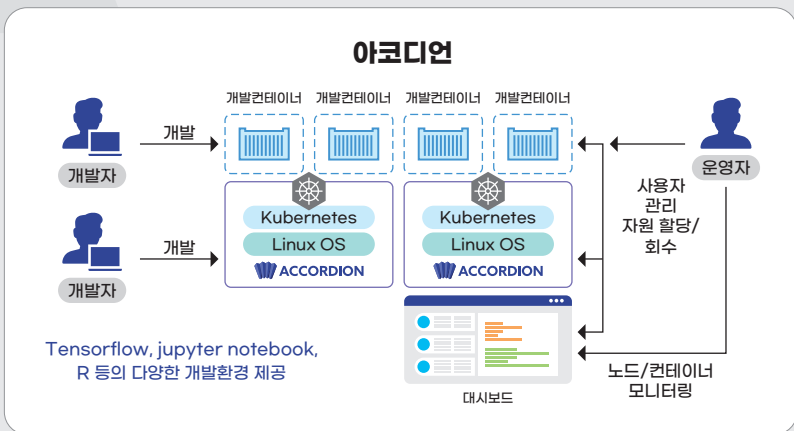 아코디언
개발컨테이너 개발컨테이너 개발컨테이너 개발컨테이너
개발
개발자
운영자
Kubernetes
Linux OS
ACCORDION
Kubernetes
Linux OS
ACCORDION
사용자
관리
자원 할당/
회수
개발
개발자
Tensorflow, jupyter notebook,
R 등의 다양한 개발환경 제공
대시보드
노드/컨테이너
모니터링